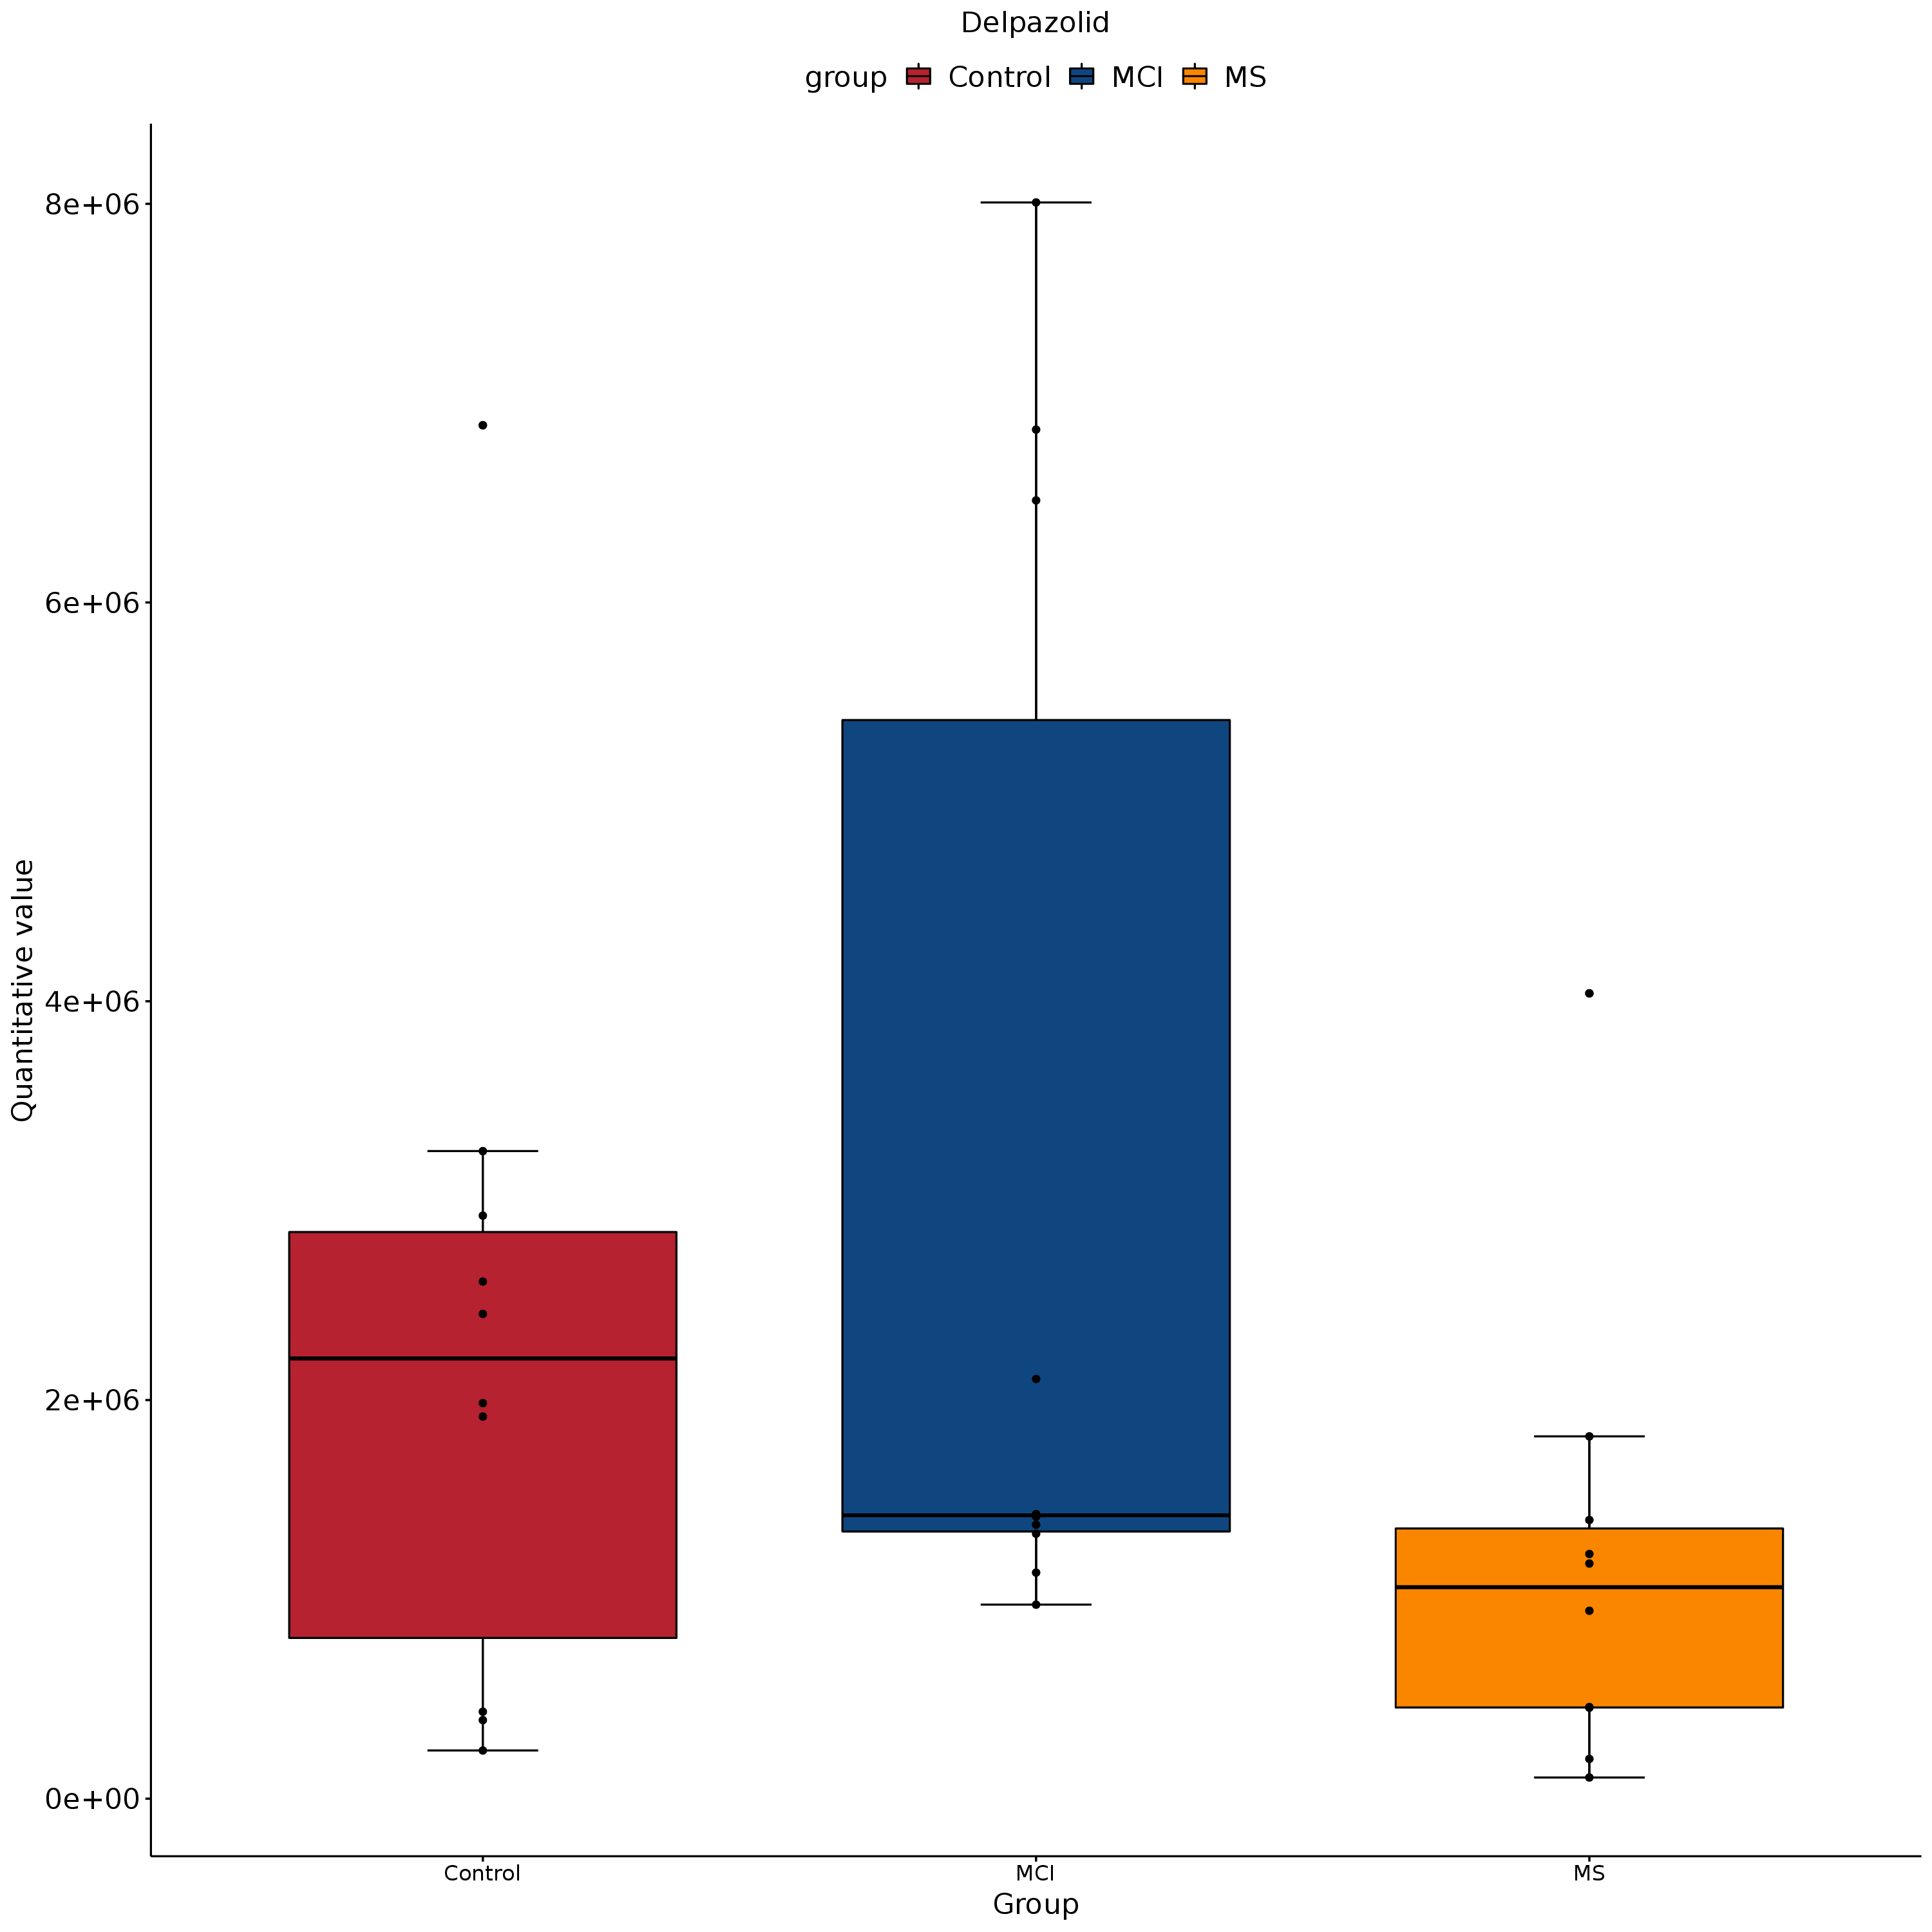 Delpazolid
group Control MCI MS
8e+06
6e+06
4e+06
2e+06
0e+00
Quantitative value
Control MCI MS
Group